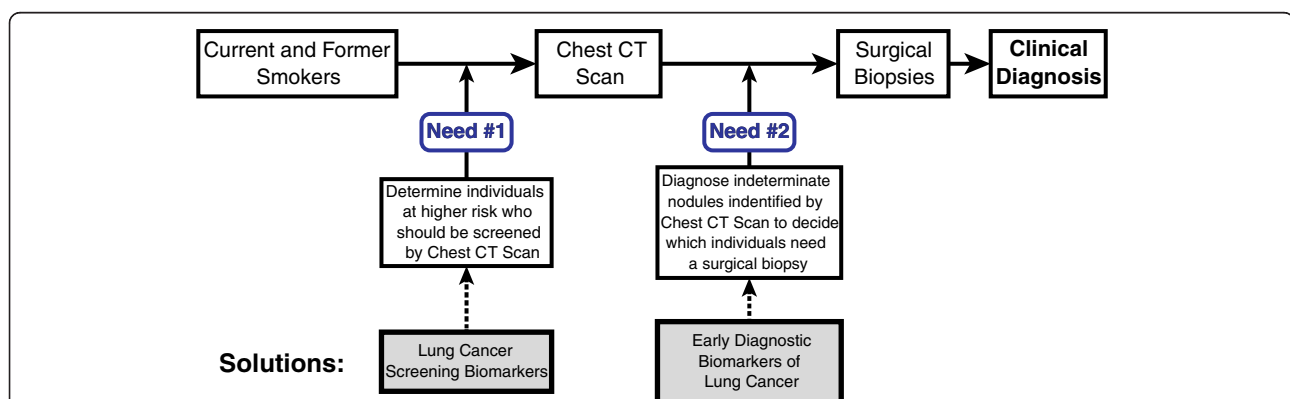 Current and Former
Smokers
Chest CT
Scan
Surgical
Biopsies
Clinical
Diagnosis
Need #1
Need #2
Determine individuals
at higher risk who
should be screened
by Chest CT Scan
Diagnose indeterminate
nodules indentified by
Chest CT Scan to decide
which individuals need
a surgical biopsy
Solutions:
Lung Cancer
Screening Biomarkers
Early Diagnostic
Biomarkers of
Lung Cancer